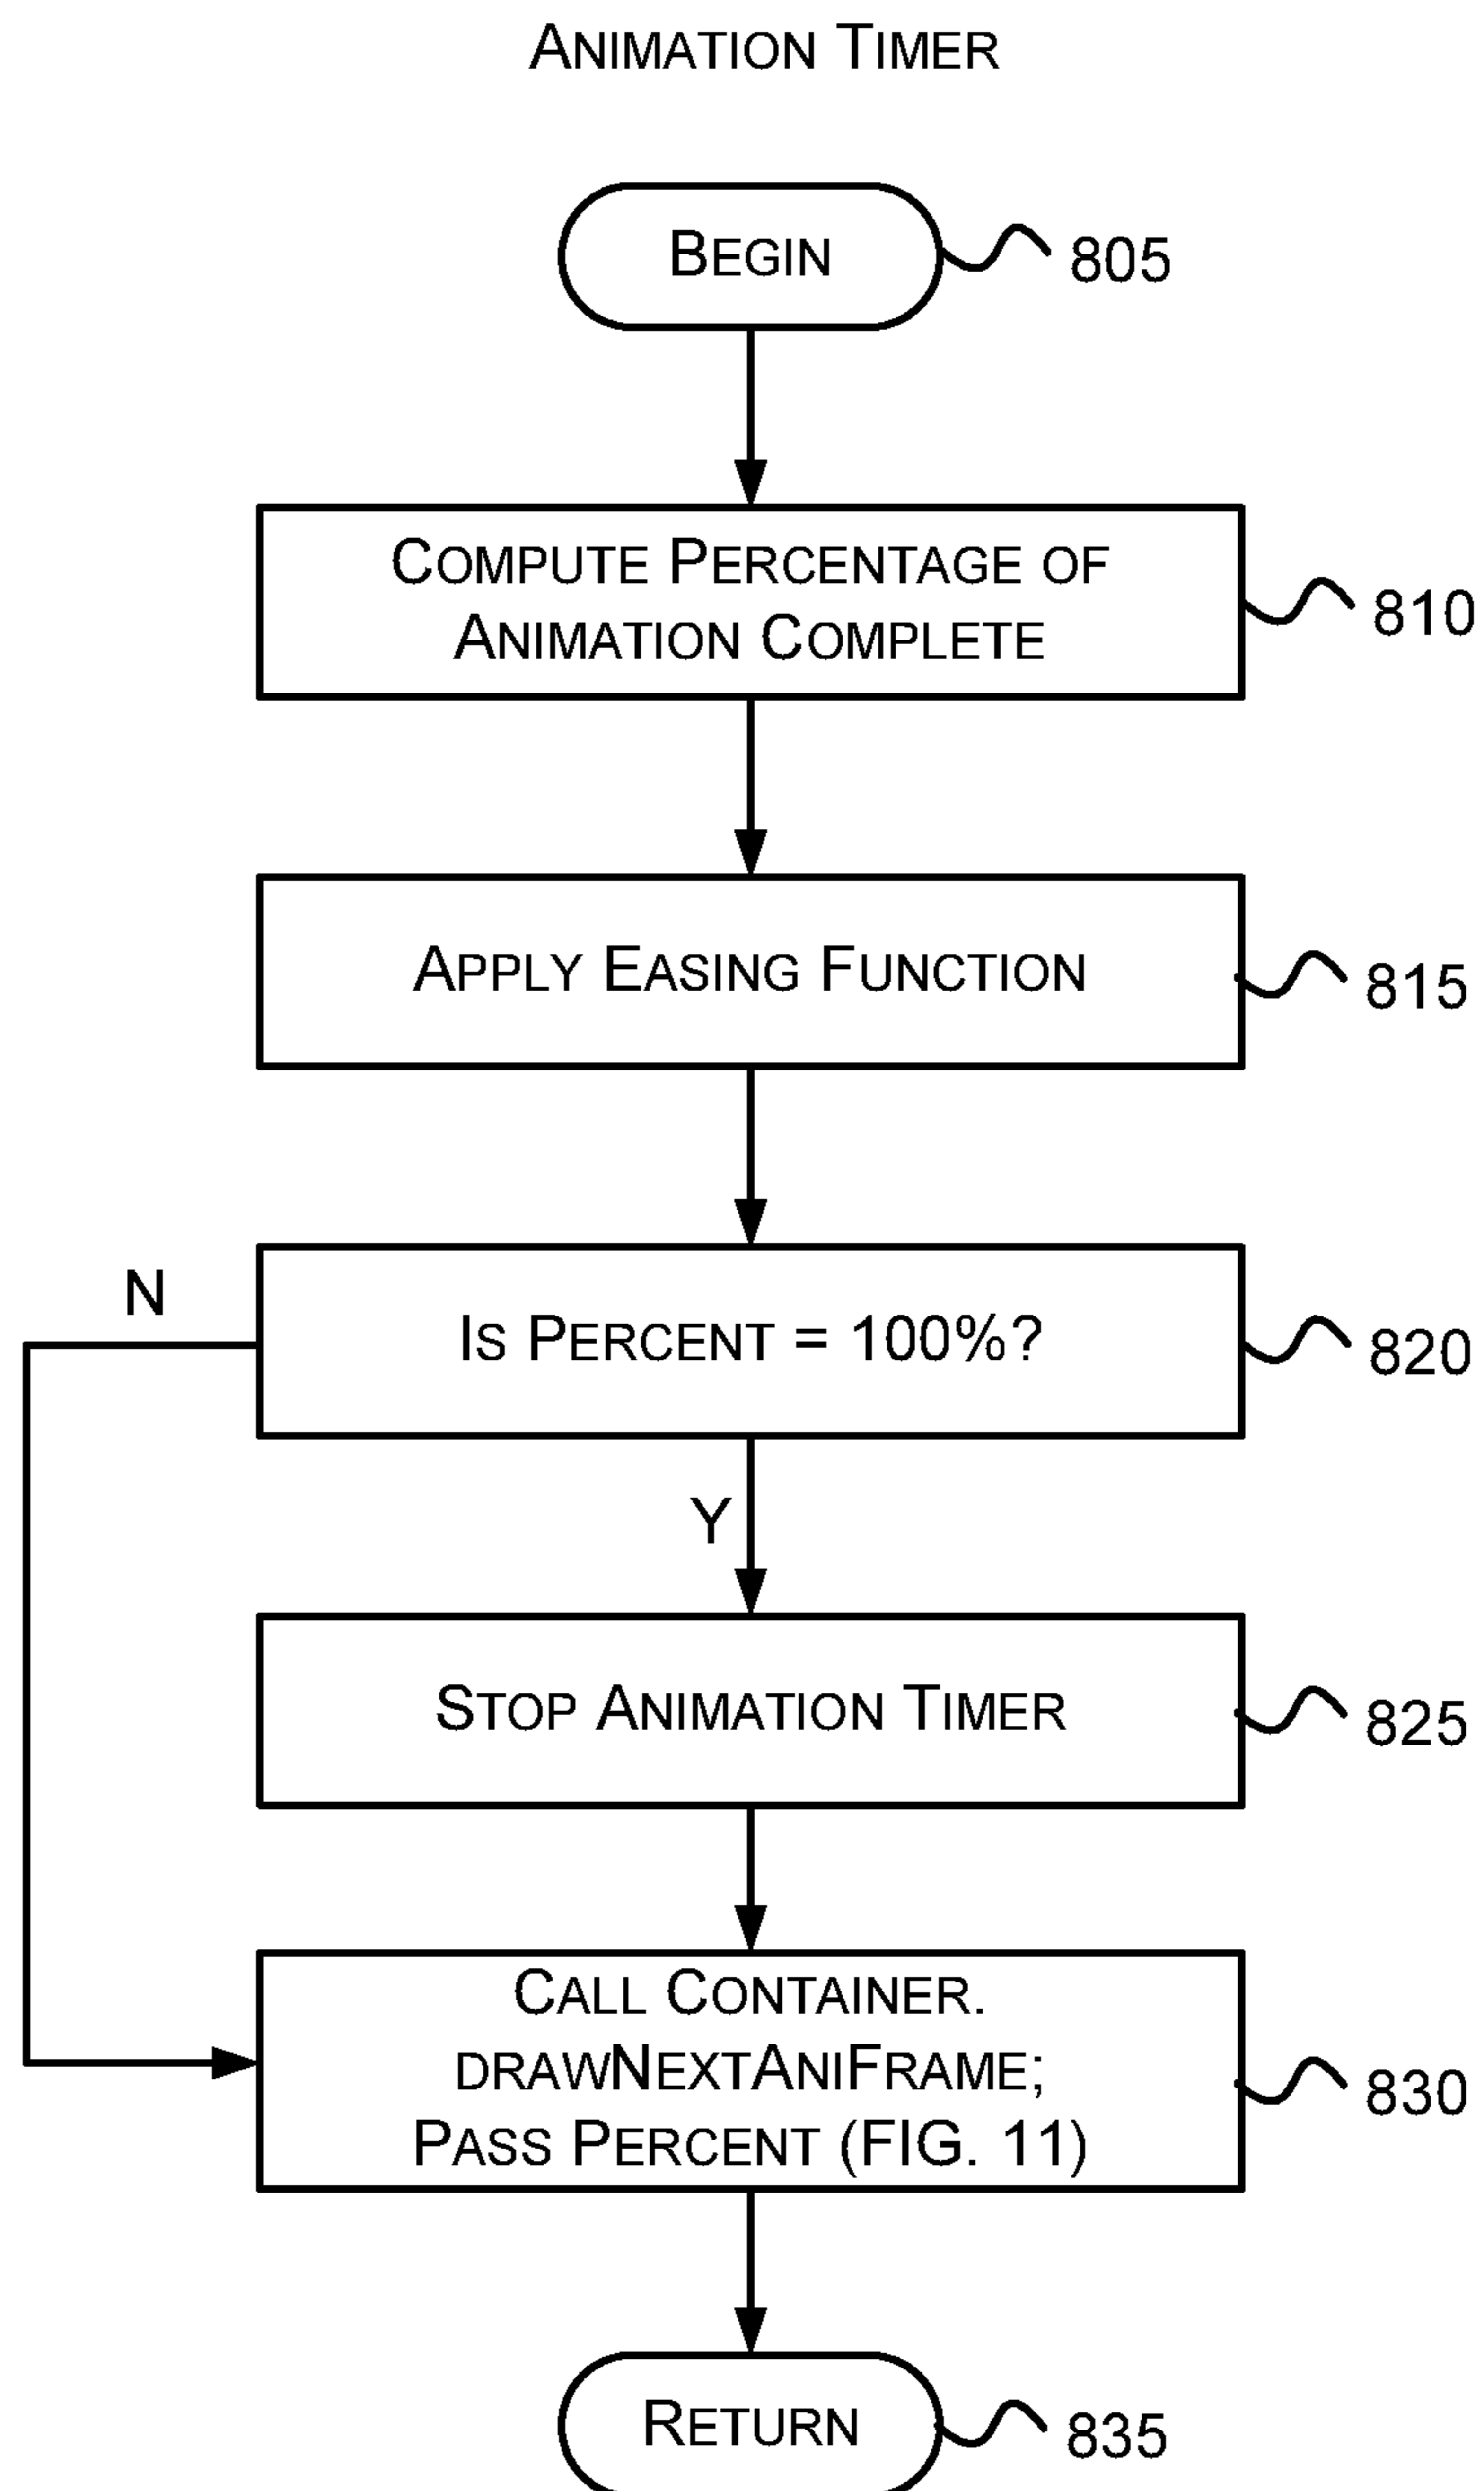 ANIMATION TIMER
BEGIN
805
COMPUTE PERCENTAGE OF
ANIMATION COMPLETE
810
APPLY EASING FUNCTION
815
N
IS PERCENT = 100%?
820
Y
STOP ANIMATION TIMER
825
CALL CONTAINER.
DRAWNEXTANIFRAME;
PASS PERCENT (FIG. 11)
830
RETURN
835